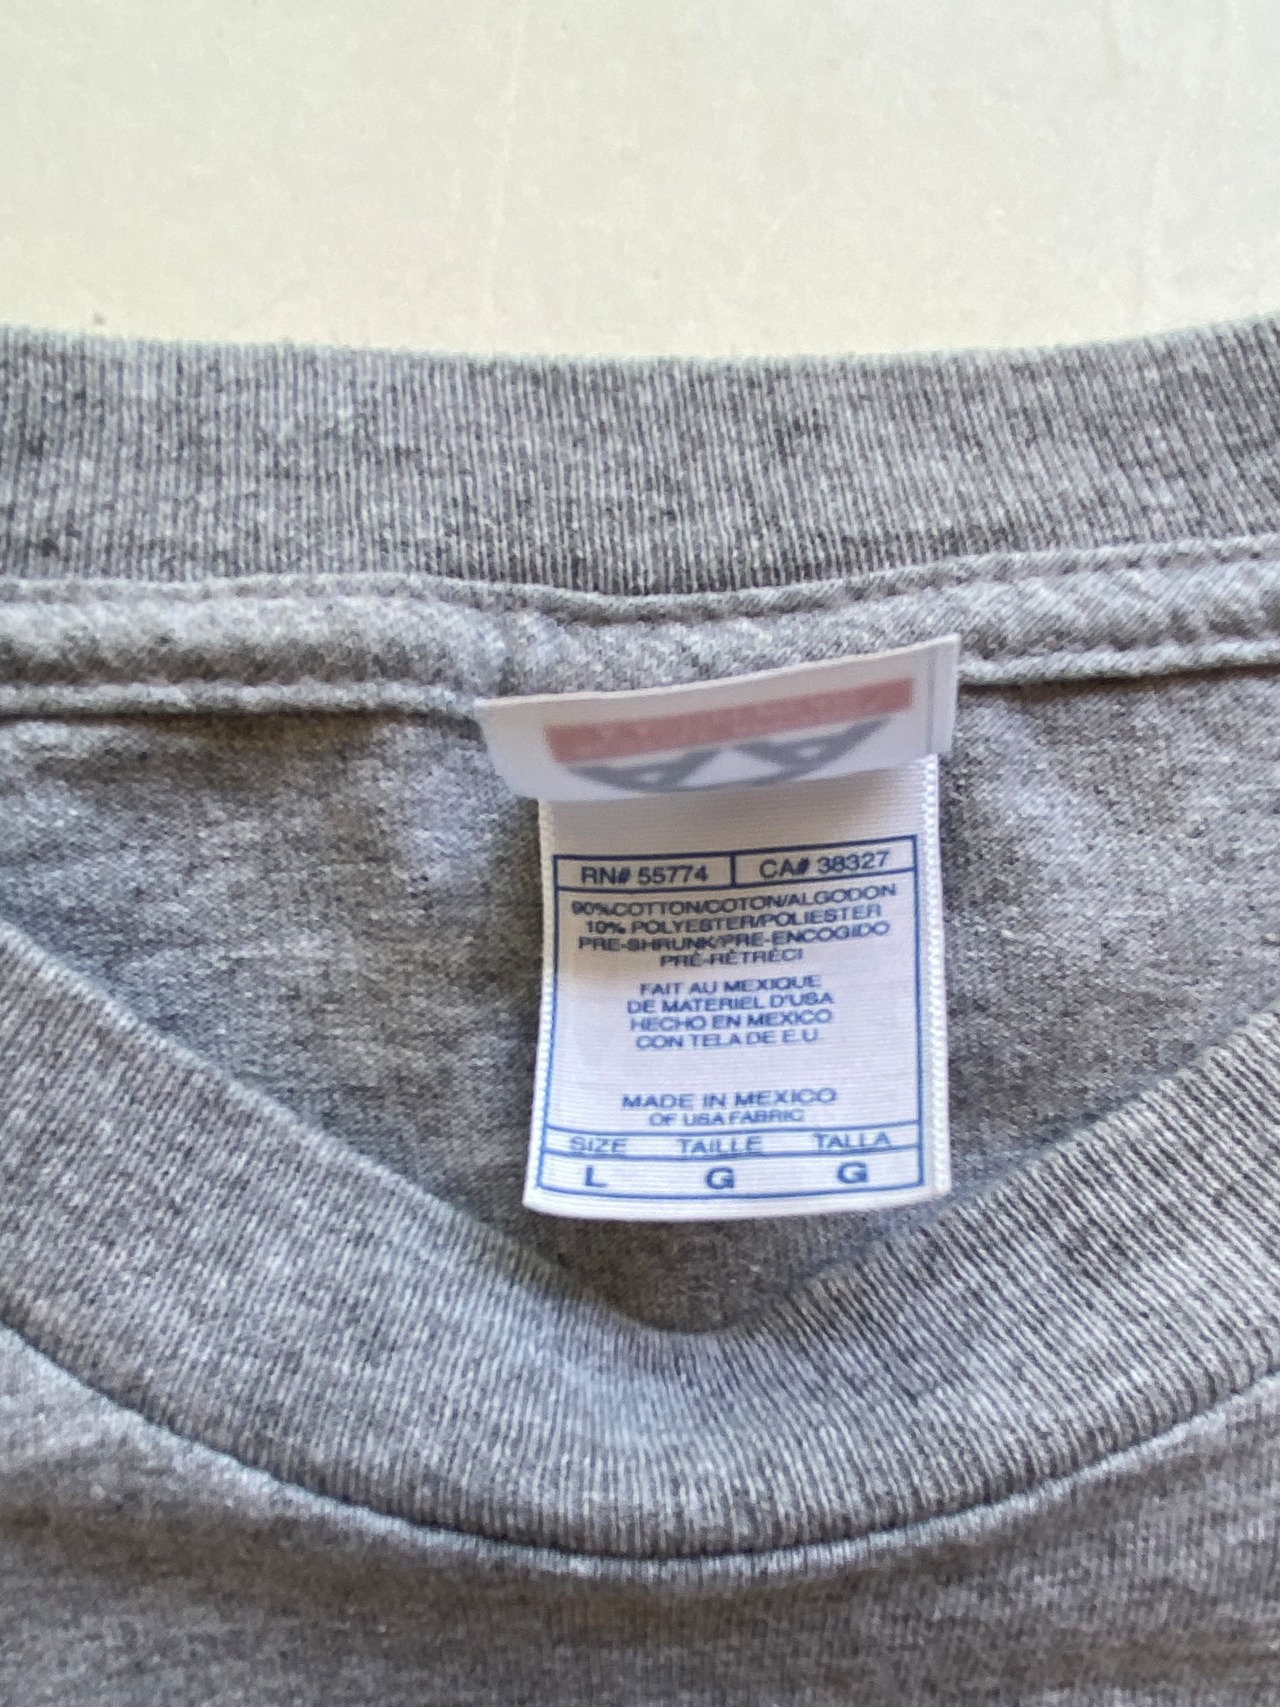 RN# 55774 CA# 38327
90%COTTON/COTON/ALGODON
10% POLYESTER/POLIESTER
PRE-SHRUNK/PRE-ENCOGIDO
PRÉ-RÉTRÉCI
FAIT AU MEXIQUE
DE MATERIEL D'USA
HECHO EN MEXICO
CON TELA DE E.U.
MADE IN MEXICO
OF USA FABRIC
SIZE TAILLE TALLA
L G G